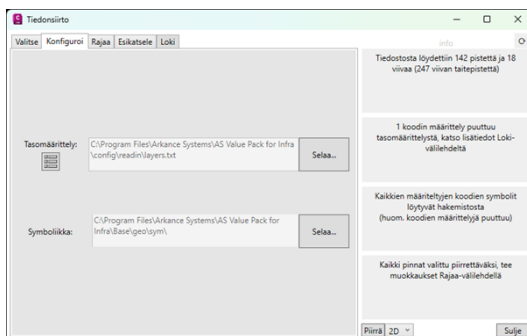 Tiedonsiirto
Valitse Konfiguroi Rajaa Esikatsele Loki
info
Tasomäärittely:
C:\Program Files\Arkance Systems\AS Value Pack for Infra
\config\readin\layers.txt
Selaa...
Symboliikka:
C:\Program Files\Arkance Systems\AS Value Pack for
Infra\Base\geo\sym\
Selaa...
Tiedostosta löydettiin 142 pistettä ja 18
viivaa (247 viivan taitepistettä)
1 koodin määrittely puuttuu
tasomäärittelystä, katso lisätiedot Loki-
välilehdeltä
Kaikkien määriteltyjen koodien symbolit
löytyvät hakemistosta
(huom. koodien määrittelyjä puuttuu)
Kaikki pinnat valittu piirrettäväksi, tee
muokkaukset Rajaa-välilehdellä
Piirrä 2D Sulje